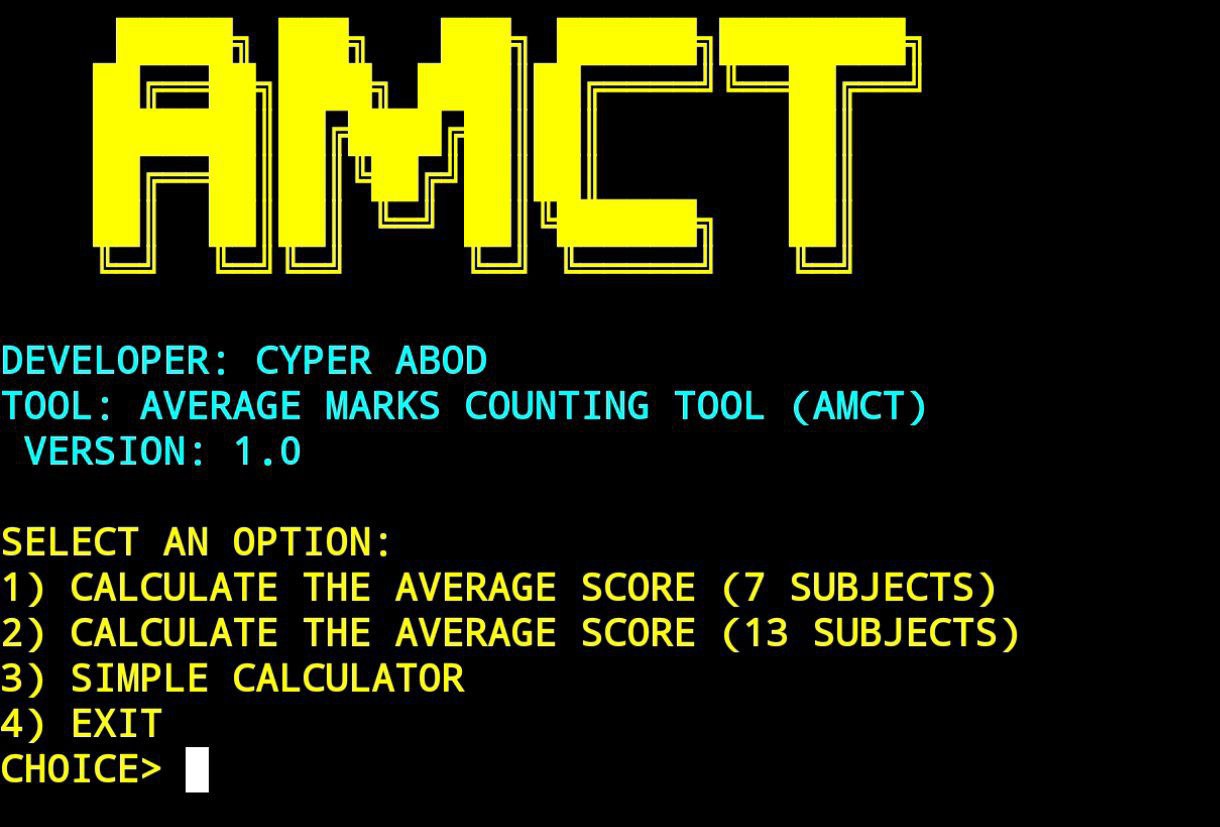 AMCT
DEVELOPER: CYPER ABOD
TOOL: AVERAGE MARKS COUNTING TOOL (AMCT)
VERSION: 1.0
SELECT AN OPTION:
1) CALCULATE THE AVERAGE SCORE (7 SUBJECTS)
2) CALCULATE THE AVERAGE SCORE (13 SUBJECTS)
3) SIMPLE CALCULATOR
4) EXIT
CHOICE>